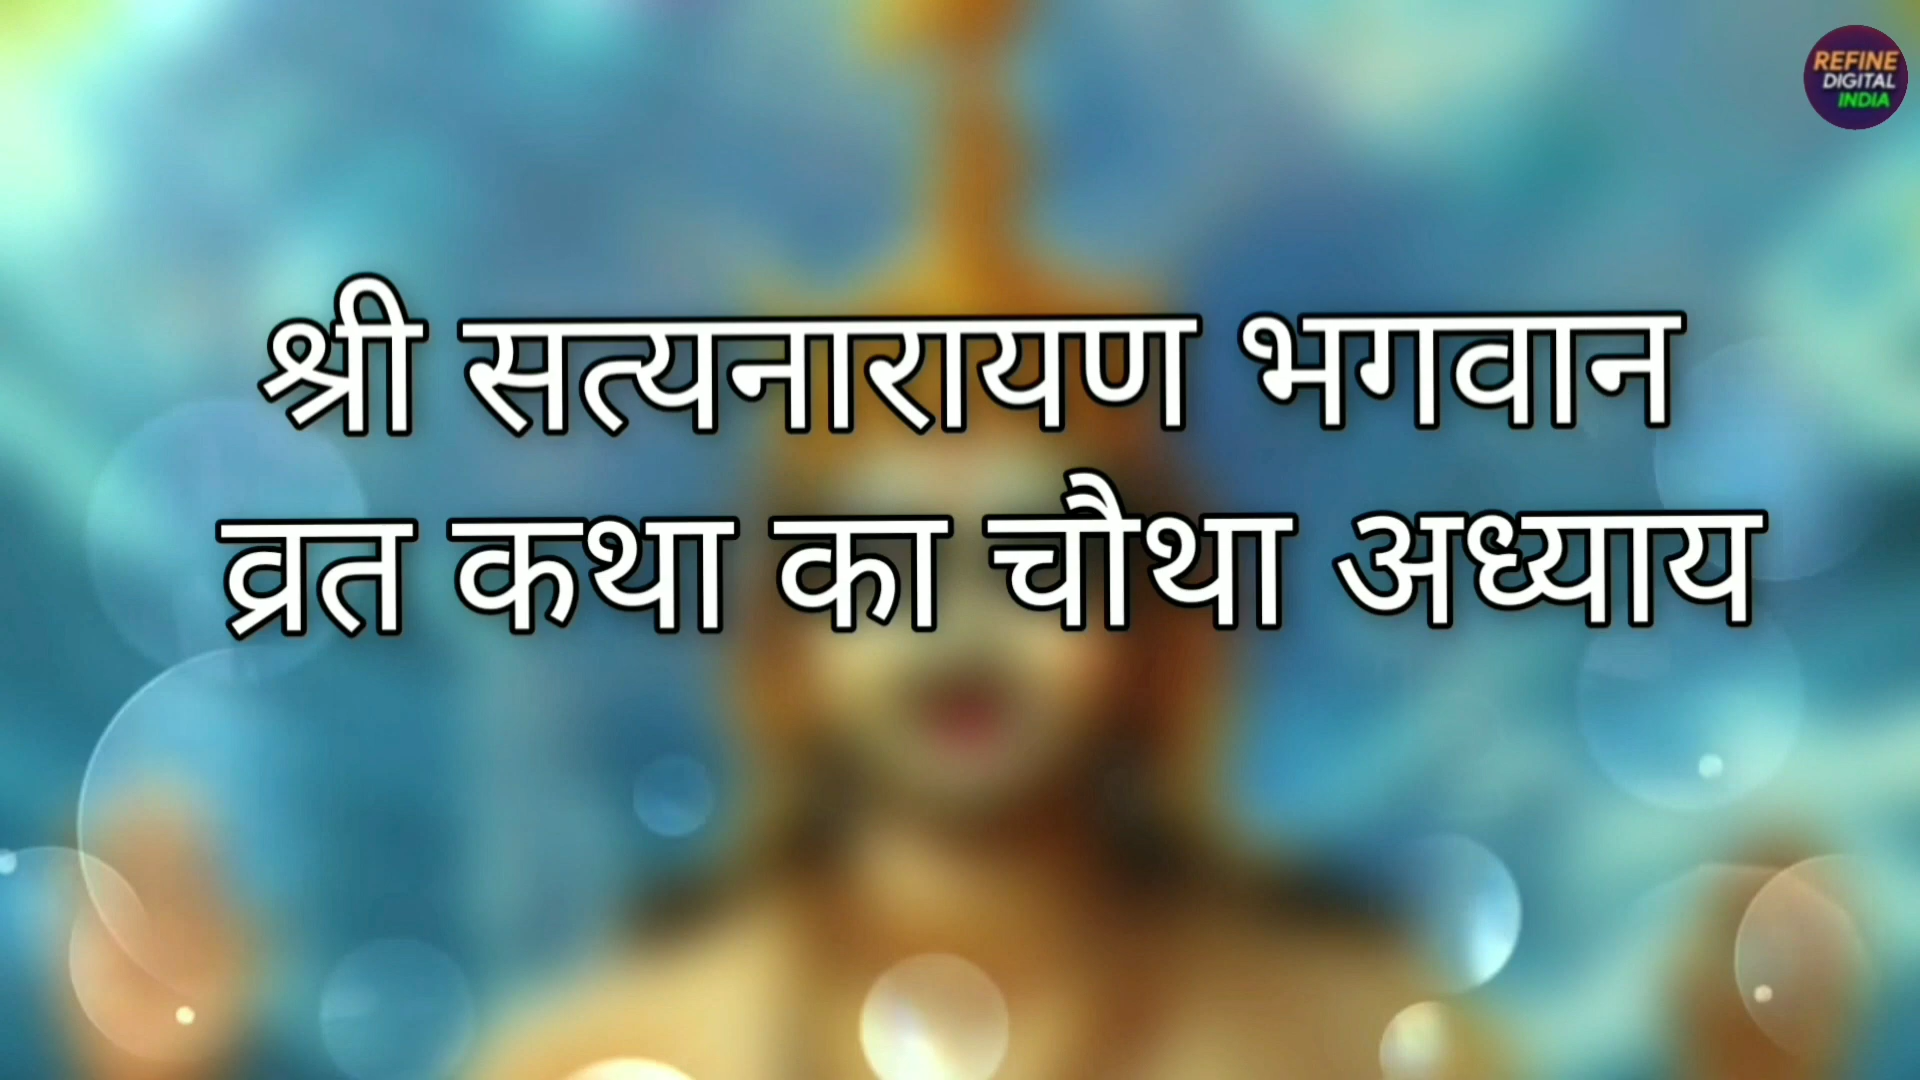 REFINE
DIGITAL
INDIA
श्री सत्यनारायण भगवान
व्रत कथा का चौथा अध्याय